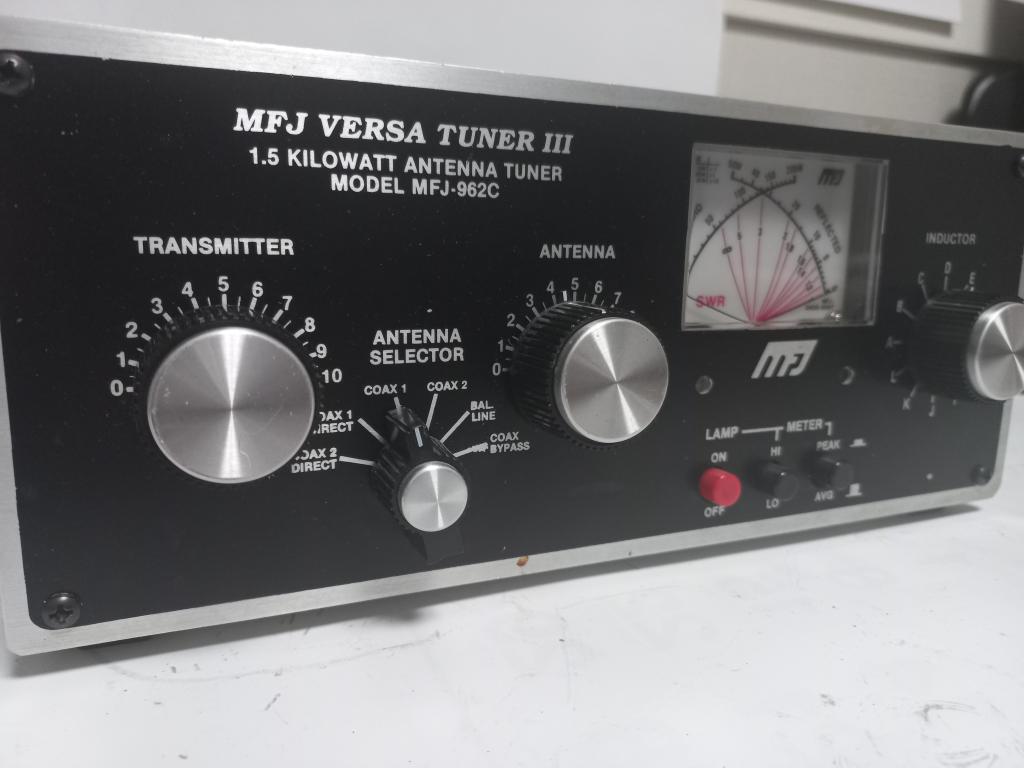 MFJ VERSA TUNER III
1.5 KILOWATT ANTENNA TUNER
MODEL MFJ-962C
TRANSMITTER
0 1 2 3 4 5 6 7 8 9 10
ANTENNA
SELECTOR
COAX 1
COAX 2
BAL.
LINE
COAX
BYPASS
COAX 2
DIRECT
ANTENNA
0 1 2 3 4 5 6 7
MFJ
REFLECTED
SWR
MFJ
LAMP
METER
ON
OFF
HI
LO
PEAK
AVG
INDUCTOR
A B C D E
K J